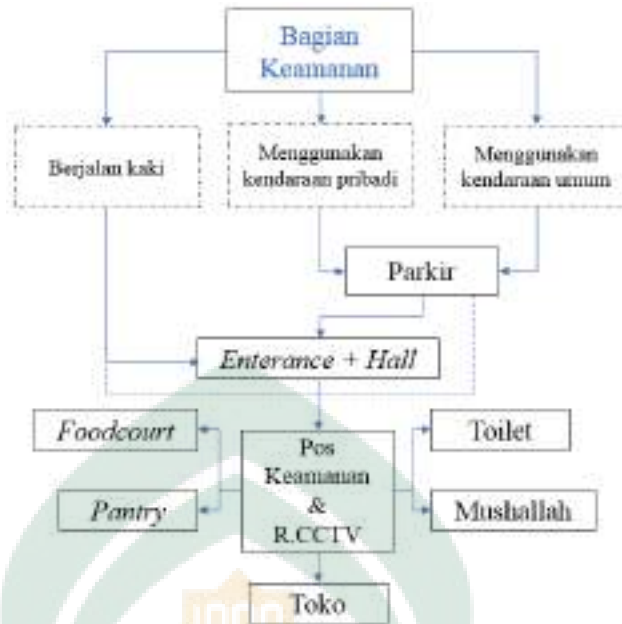 Bagian
Keamanan
Berjalan kaki
Menggunakan
kendaraan pribadi
Menggunakan
kendaraan umum
Parkir
Enterance + Hall
Foodcourt
Toilet
Pos
Keamanan
&
R.CCTV
Pantry
Mushallah
Toko